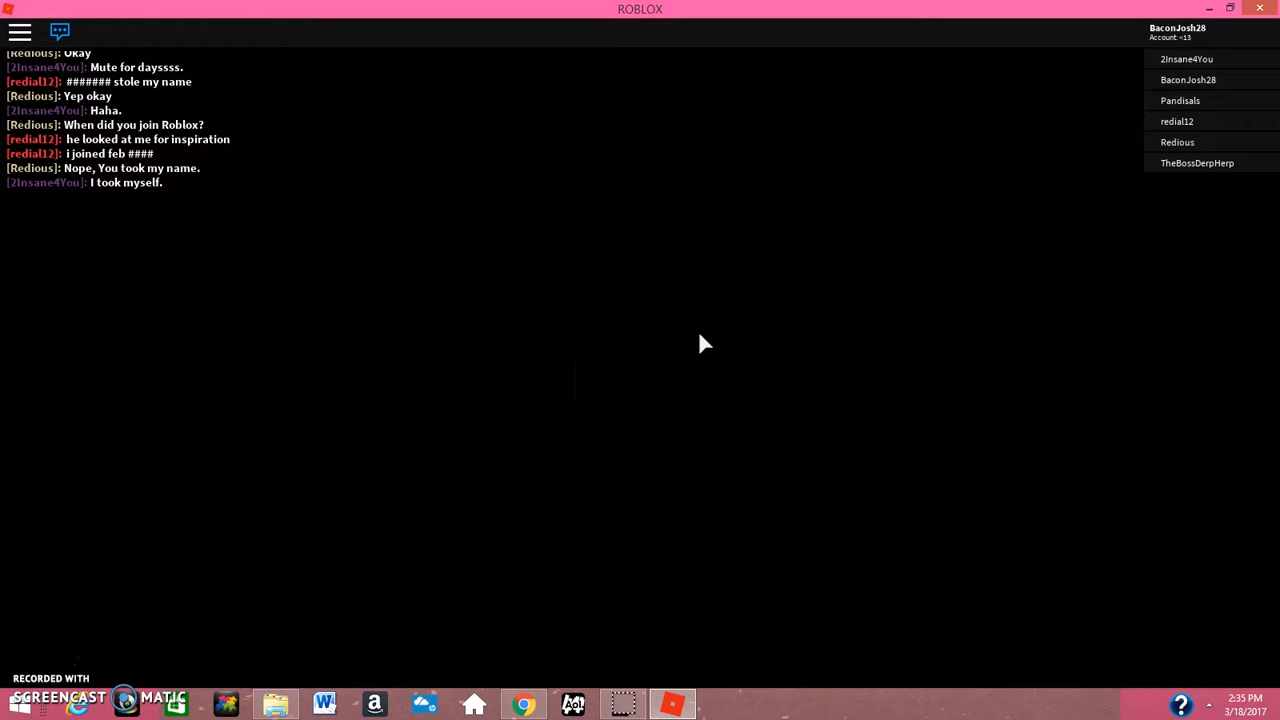 ROBLOX
BaconJosh28
Account: <13
[Redious]: Okay
[2Insane4You]: Mute for dayssss.
[redial12]: ####### stole my name
[Redious]: Yep okay
[2Insane4You]: Haha.
[Redious]: When did you join Roblox?
[redial12]: he looked at me for inspiration
[redial12]: i joined feb ####
[Redious]: Nope, You took my name.
[2Insane4You]: I took myself.
2Insane4You
BaconJosh28
Pandisals
redial12
Redious
TheBossDerpHerp
RECORDED WITH
SCREENCAST MATIC
Aol.
2:35 PM
3/18/2017